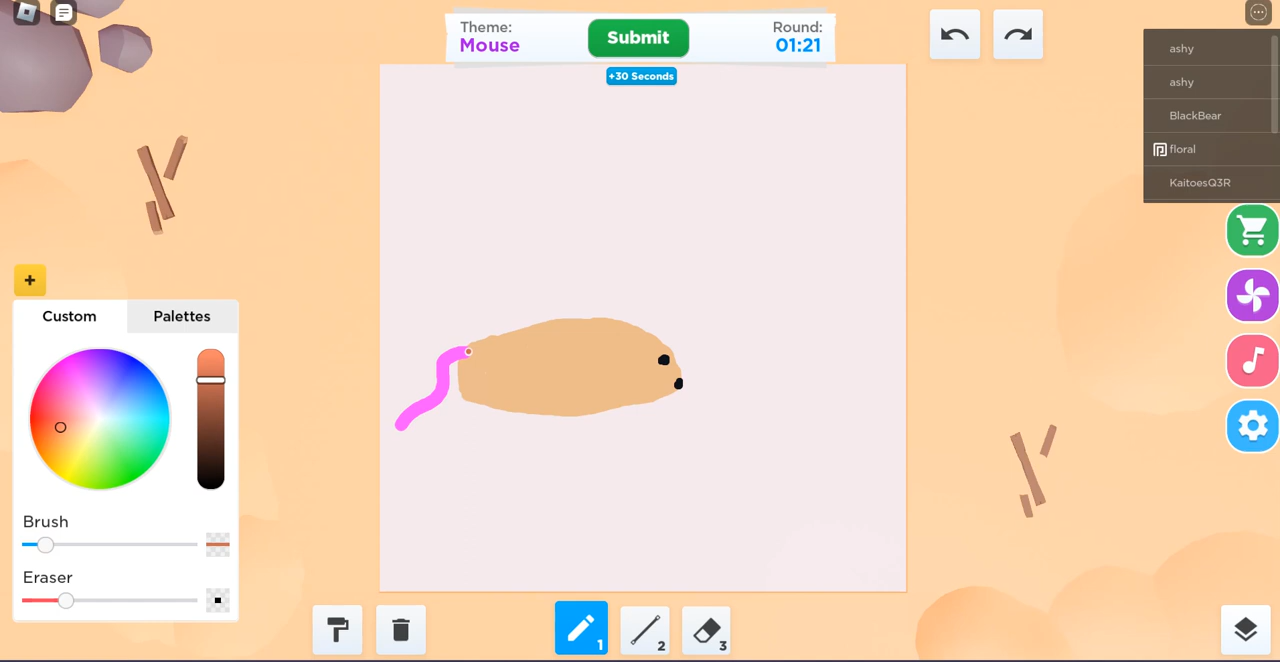 Theme:
Mouse
Submit
Round:
01:21
+30 Seconds
ashy
ashy
BlackBear
floral
KaitoesQ3R
+
Custom
Palettes
Brush
Eraser
1
2
3